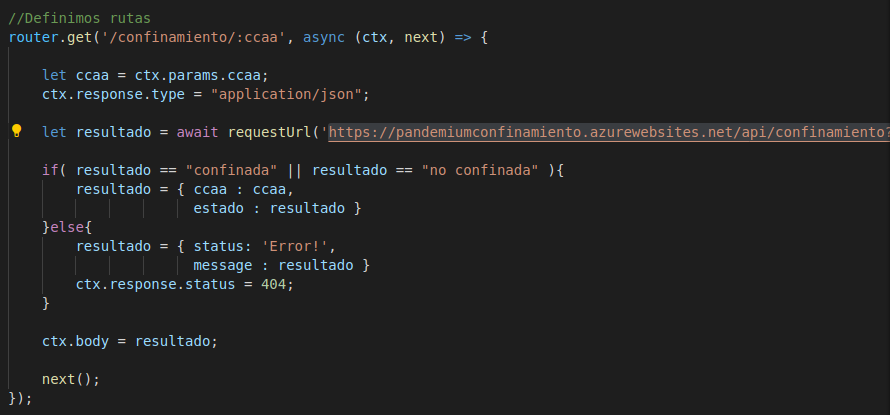 //Definimos rutas
router.get('/confinamiento/:ccaa', async (ctx, next) => {
let ccaa = ctx.params.ccaa;
ctx.response.type = "application/json";
let resultado = await requestUrl('https://pandemiumconfinamiento.azurewebsites.net/api/confinamiento?
if( resultado == "confinada" || resultado == "no confinada" ){
resultado = { ccaa : ccaa,
estado : resultado }
}else{
resultado = { status: 'Error!',
message : resultado }
ctx.response.status = 404;
}
ctx.body = resultado;
next();
});